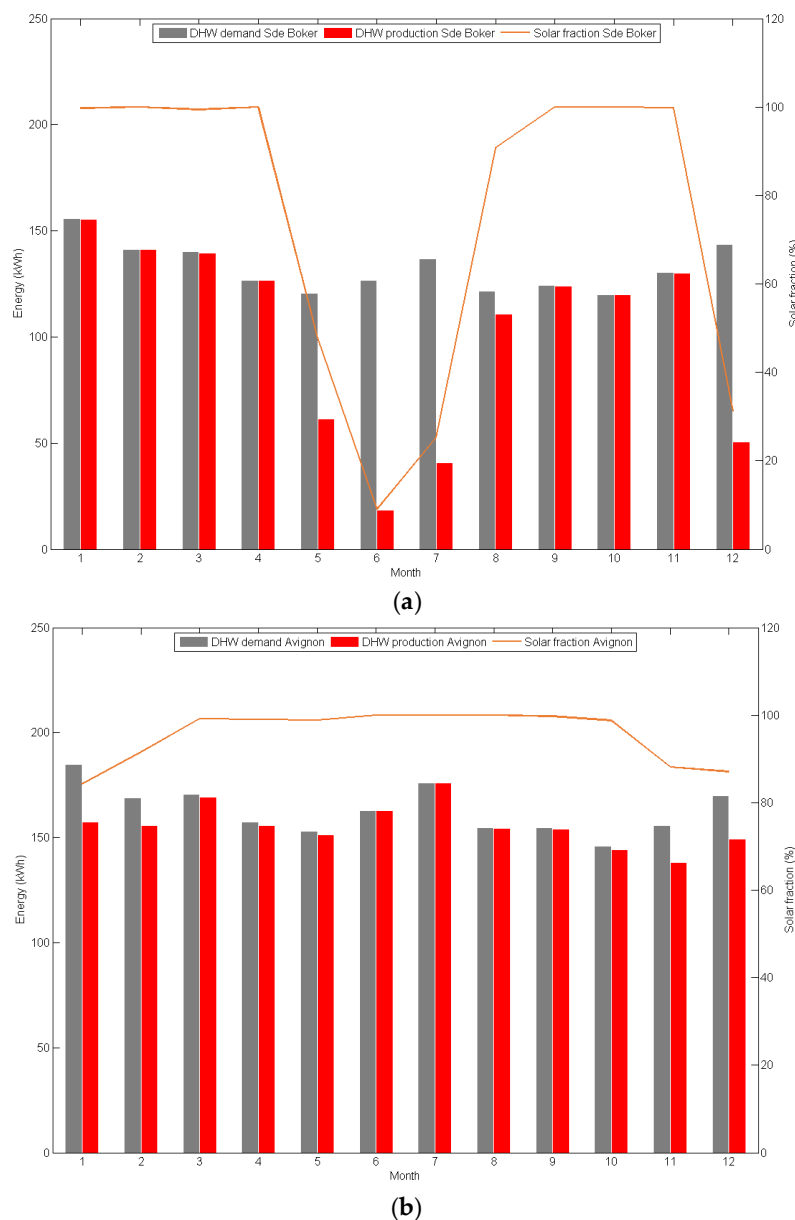 250
200
150
100
50
0
Energy (kWh)
DHW demand Sde Boker DHW production Sde Boker Solar fraction Sde Boker
120
100
80
60
40
20
0
Solar fraction (%)
1 2 3 4 5 6 7 8 9 10 11 12
Month
(a)
250
200
150
100
50
0
Energy (kWh)
DHW demand Avignon DHW production Avignon Solar fraction Avignon
120
100
80
60
40
20
0
Solar fraction (%)
1 2 3 4 5 6 7 8 9 10 11 12
Month
(b)